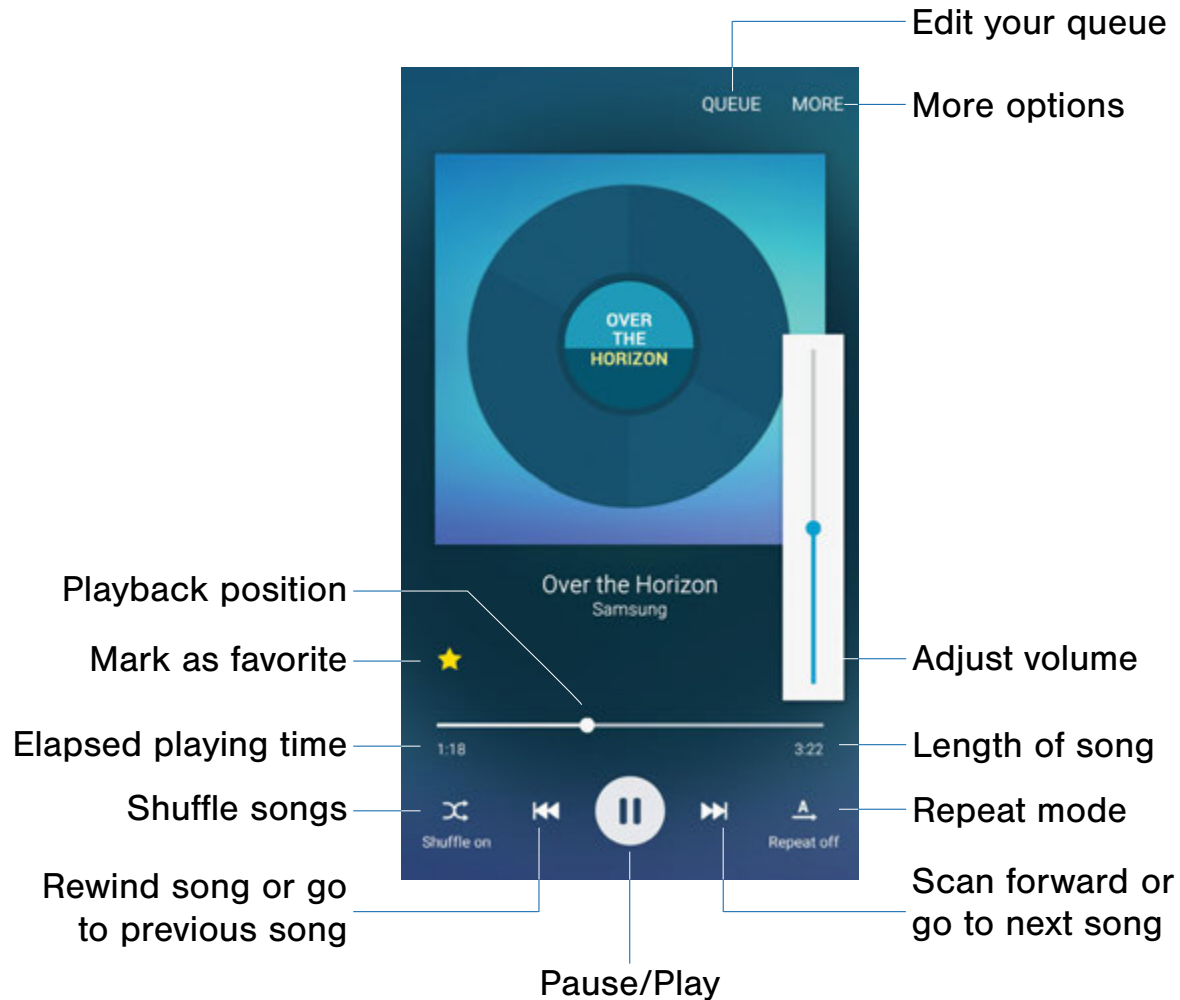 Edit your queue
QUEUE MORE
More options
OVER
THE
HORIZON
Over the Horizon
Samsung
Playback position
Mark as favorite
Adjust volume
Elapsed playing time
1:18
3:22
Length of song
Shuffle songs
Shuffle on
A
Repeat off
Repeat mode
Rewind song or go
to previous song
Scan forward or
go to next song
Pause/Play